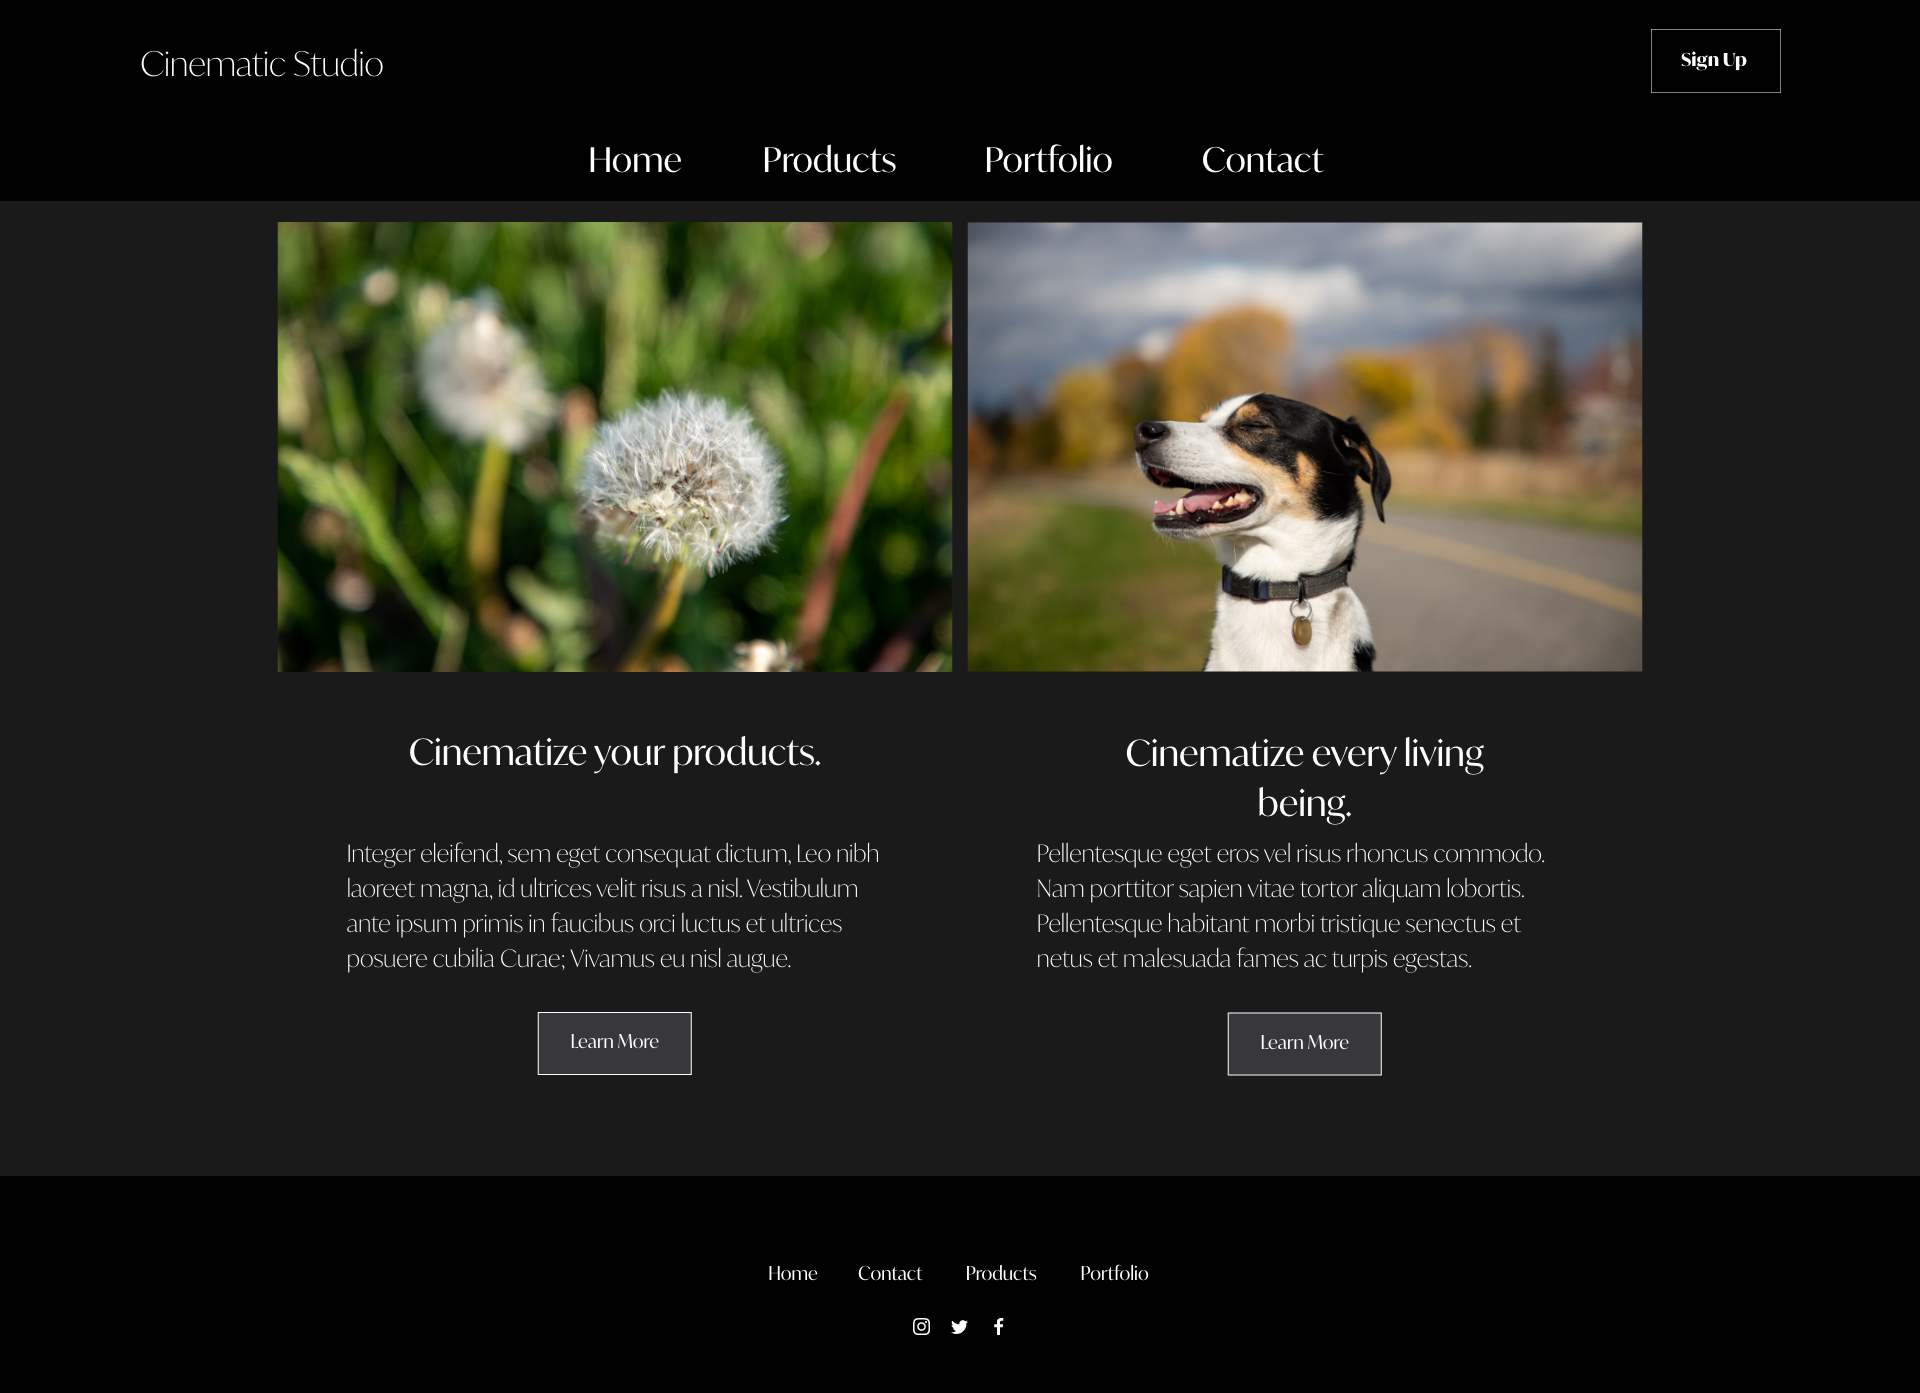 Cinematic Studio
Sign Up
Home Products Portfolio Contact
Cinematize your products.
Integer eleifend, sem eget consequat dictum, Leo nibh
laoreet magna, id ultrices velit risus a nisl. Vestibulum
ante ipsum primis in faucibus orci luctus et ultrices
posuere cubilia Curae; Vivamus eu nisl augue.
Learn More
Cinematize every living
being.
Pellentesque eget eros vel risus rhoncus commodo.
Nam porttitor sapien vitae tortor aliquam lobortis.
Pellentesque habitant morbi tristique senectus et
netus et malesuada fames ac turpis egestas.
Learn More
Home Contact Products Portfolio